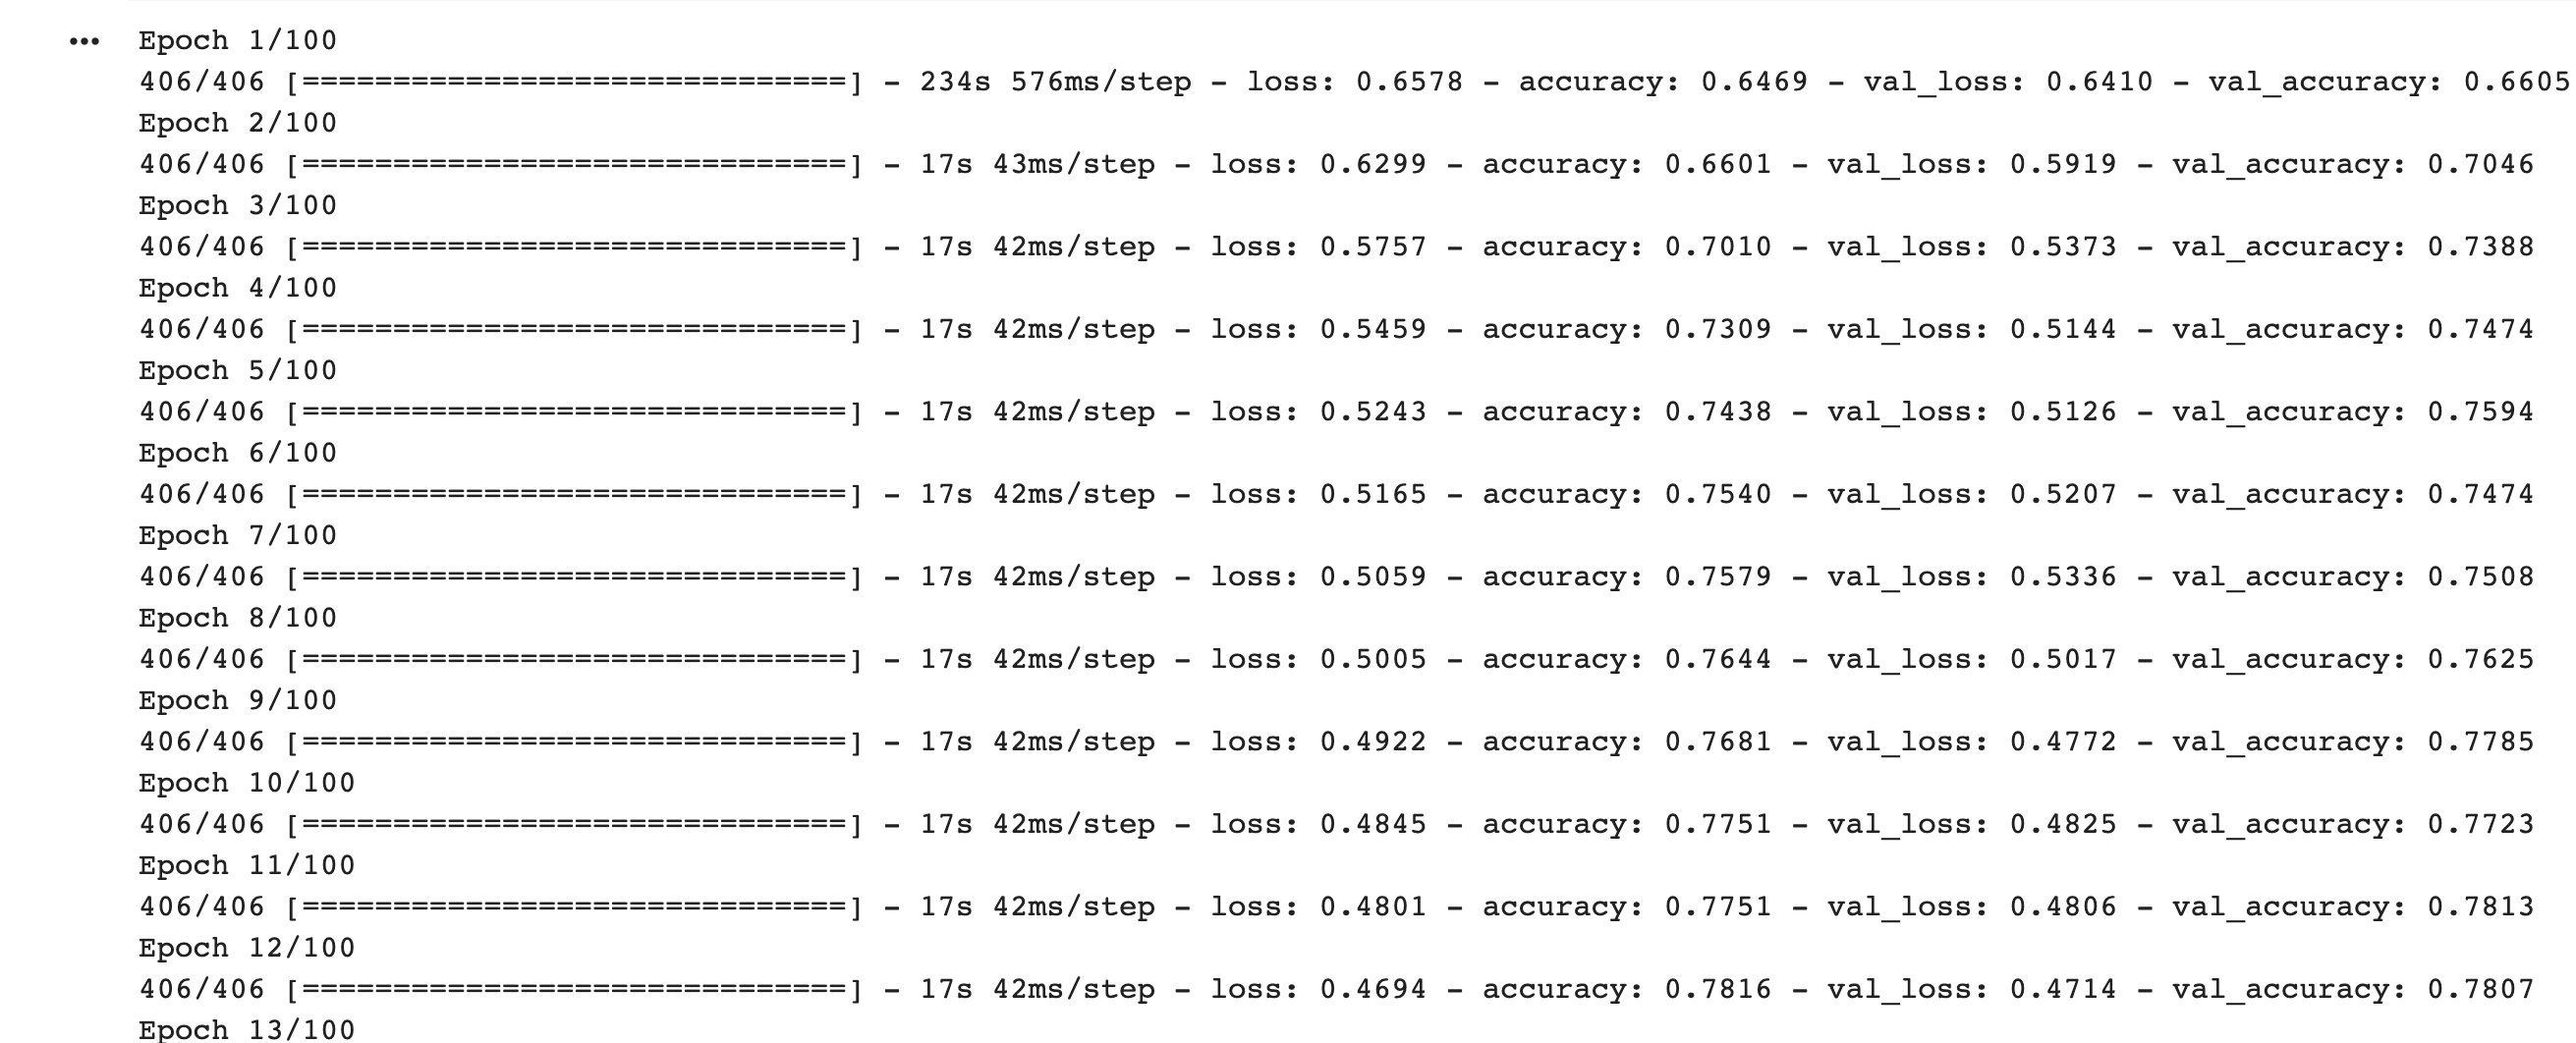 ••• Epoch 1/100
406/406 [==============================] - 234s 576ms/step - loss: 0.6578 - accuracy: 0.6469 - val_loss: 0.6410 - val_accuracy: 0.6605
Epoch 2/100
406/406 [==============================] - 17s 43ms/step - loss: 0.6299 - accuracy: 0.6601 - val_loss: 0.5919 - val_accuracy: 0.7046
Epoch 3/100
406/406 [==============================] - 17s 42ms/step - loss: 0.5757 - accuracy: 0.7010 - val_loss: 0.5373 - val_accuracy: 0.7388
Epoch 4/100
406/406 [==============================] - 17s 42ms/step - loss: 0.5459 - accuracy: 0.7309 - val_loss: 0.5144 - val_accuracy: 0.7474
Epoch 5/100
406/406 [==============================] - 17s 42ms/step - loss: 0.5243 - accuracy: 0.7438 - val_loss: 0.5126 - val_accuracy: 0.7594
Epoch 6/100
406/406 [==============================] - 17s 42ms/step - loss: 0.5165 - accuracy: 0.7540 - val_loss: 0.5207 - val_accuracy: 0.7474
Epoch 7/100
406/406 [==============================] - 17s 42ms/step - loss: 0.5059 - accuracy: 0.7579 - val_loss: 0.5336 - val_accuracy: 0.7508
Epoch 8/100
406/406 [==============================] - 17s 42ms/step - loss: 0.5005 - accuracy: 0.7644 - val_loss: 0.5017 - val_accuracy: 0.7625
Epoch 9/100
406/406 [==============================] - 17s 42ms/step - loss: 0.4922 - accuracy: 0.7681 - val_loss: 0.4772 - val_accuracy: 0.7785
Epoch 10/100
406/406 [==============================] - 17s 42ms/step - loss: 0.4845 - accuracy: 0.7751 - val_loss: 0.4825 - val_accuracy: 0.7723
Epoch 11/100
406/406 [==============================] - 17s 42ms/step - loss: 0.4801 - accuracy: 0.7751 - val_loss: 0.4806 - val_accuracy: 0.7813
Epoch 12/100
406/406 [==============================] - 17s 42ms/step - loss: 0.4694 - accuracy: 0.7816 - val_loss: 0.4714 - val_accuracy: 0.7807
Epoch 13/100